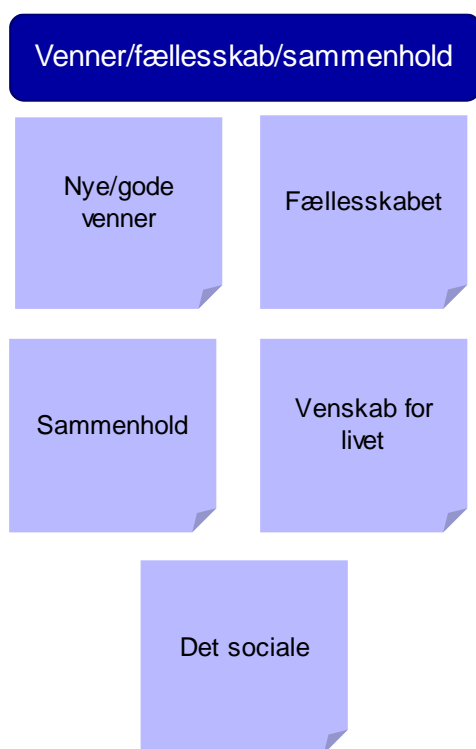 Venner/fællesskab/sammenhold
Nye/gode
venner
Fællesskabet
Sammenhold
Venskab for
livet
Det sociale